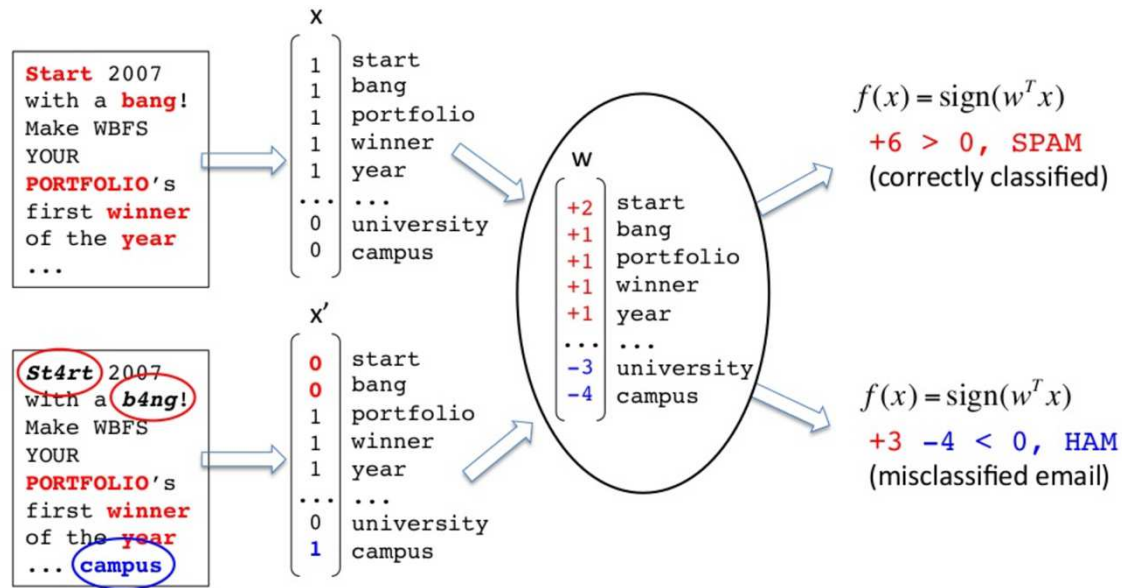 Start 2007
with a bang!
Make WBFS
YOUR
PORTFOLIO's
first winner
of the year
...
x
1 start
1 bang
1 portfolio
1 winner
1 year
... ...
0 university
0 campus
St4rt 2007
with a b4ng!
Make WBFS
YOUR
PORTFOLIO's
first winner
of the year
... campus
x'
0 start
0 bang
1 portfolio
1 winner
1 year
... ...
0 university
1 campus
w
+2 start
+1 bang
+1 portfolio
+1 winner
+1 year
... ...
-3 university
-4 campus
f(x) = sign(w^T x)
+6 > 0, SPAM
(correctly classified)
f(x) = sign(w^T x)
+3 -4 < 0, HAM
(misclassified email)